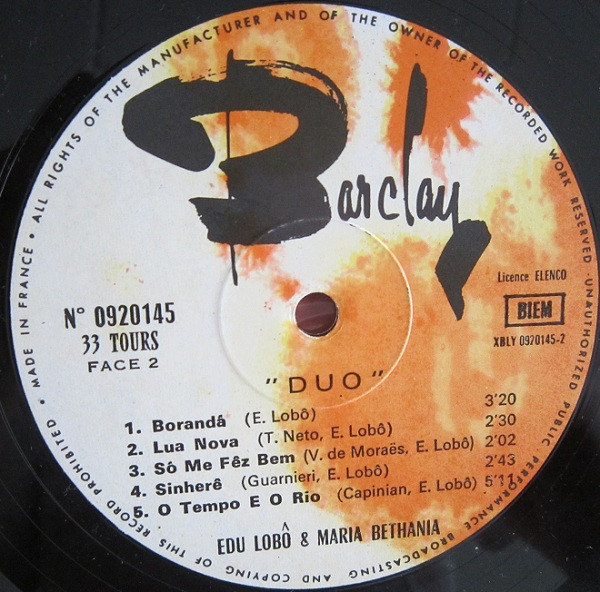 • MADE IN FRANCE • ALL RIGHTS OF THE MANUFACTURER AND OF THE OWNER OF THE RECORDED WORK RESERVED • UNAUTHORIZED PUBLIC PERFORMANCE BROADCASTING AND COPYING OF THIS RECORD PROHIBITED
Barclay
Licence ELENCO
BIEM
XBLY 0920145-2
N° 0920145
33 TOURS
FACE 2
"DUO"
1. Borandá (E. Lobô) 3'20
2. Lua Nova (T. Neto, E. Lobô) 2'30
3. Só Me Fêz Bem (V. de Moraës, E. Lobô) 2'02
4. Sinherê (Guarnieri, E. Lobô) 2'43
5. O Tempo E O Rio (Capinian, E. Lobô) 5'11
EDU LOBÔ & MARIA BETHANIA